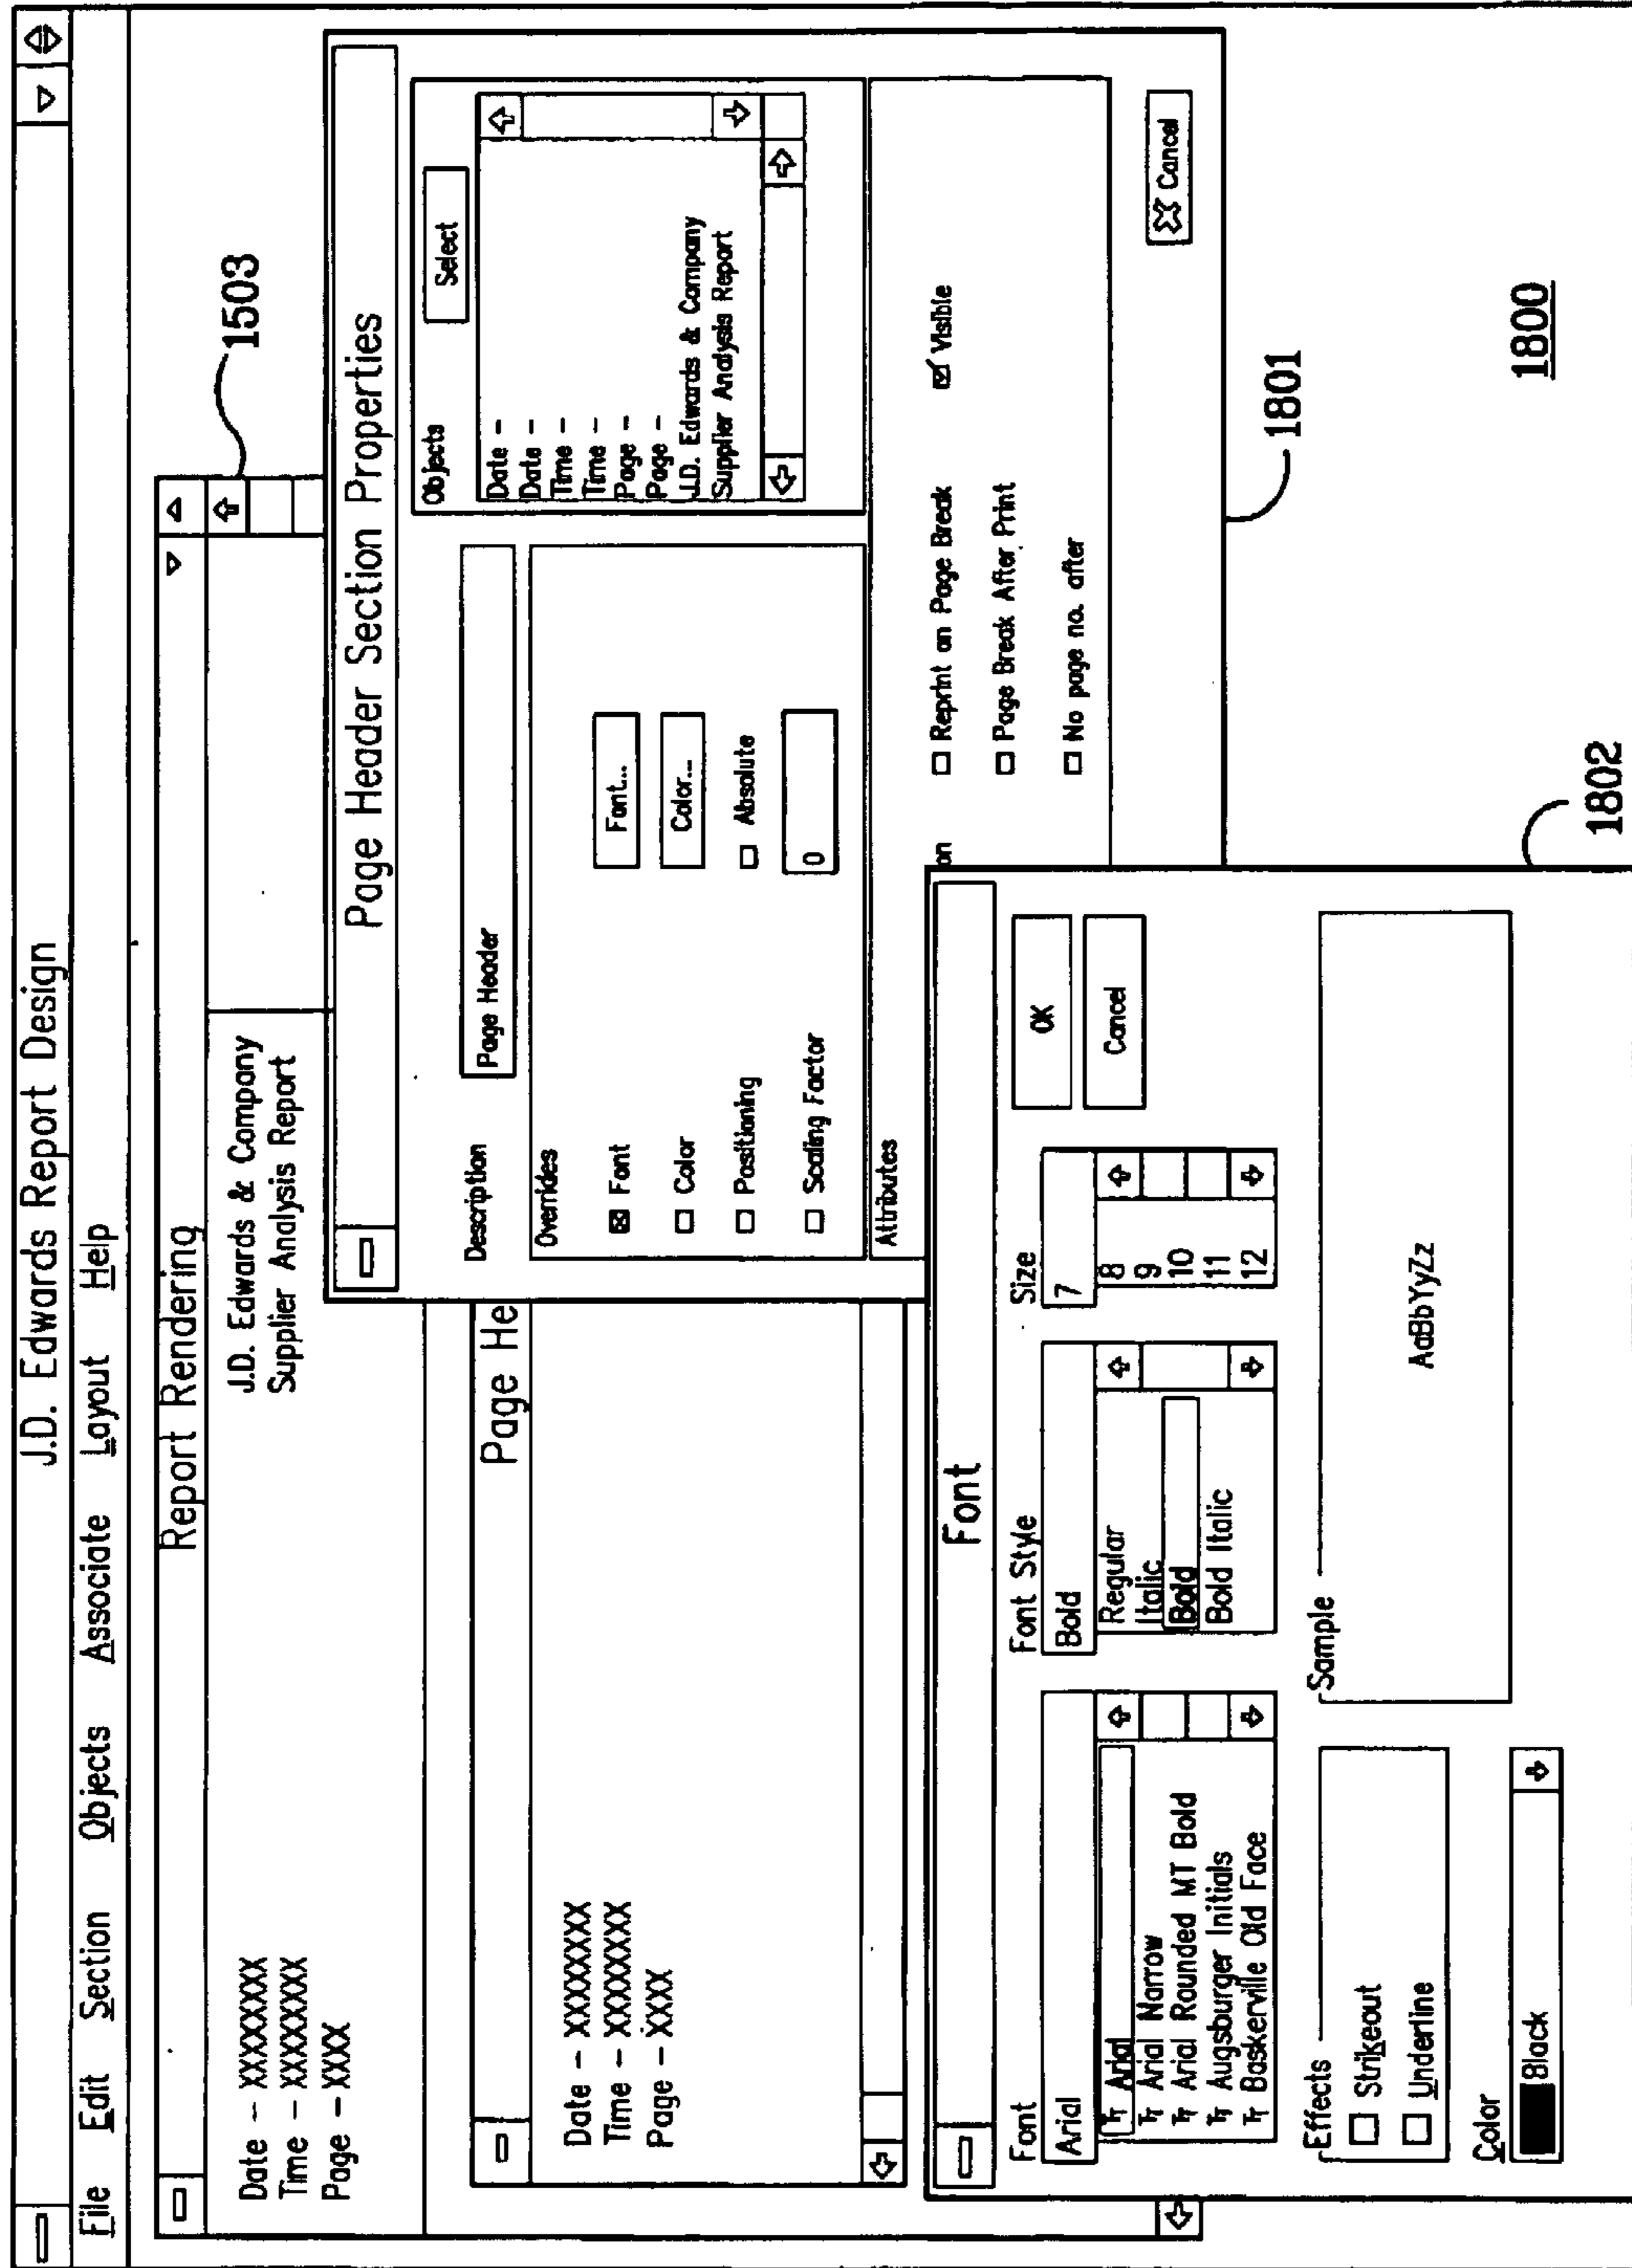 J.D. Edwards Report Design
File Edit Section Objects Associate Layout Help
Report Rendering
1503
Date – XXXXXXX
Time – XXXXXXX
Page – XXX
J.D. Edwards & Company
Supplier Analysis Report
Page He
Date – XXXXXXX
Time – XXXXXXX
Page – XXXX
Page Header Section Properties
Description
Page Header
Objects
Select
Date –
Date –
Time –
Time –
Page –
Page –
J.D. Edwards & Company
Supplier Analysis Report
Overrides
☒ Font
Font...
☐ Color
Color...
☐ Positioning
☐ Absolute
☐ Scaling Factor
0
Attributes
on
☐ Reprint on Page Break
☑ Visible
☐ Page Break After Print
☐ No page no. after
Cancel
1801
Font
Font
Arial
Arial
Arial Narrow
Arial Rounded MT Bold
Augsburger Initials
Baskerville Old Face
Font Style
Bold
Regular
Italic
Bold
Bold Italic
Size
7
8
9
10
11
12
OK
Cancel
Effects
☐ Strikeout
☐ Underline
Color
Black
Sample
AaBbYyZz
1802
1800